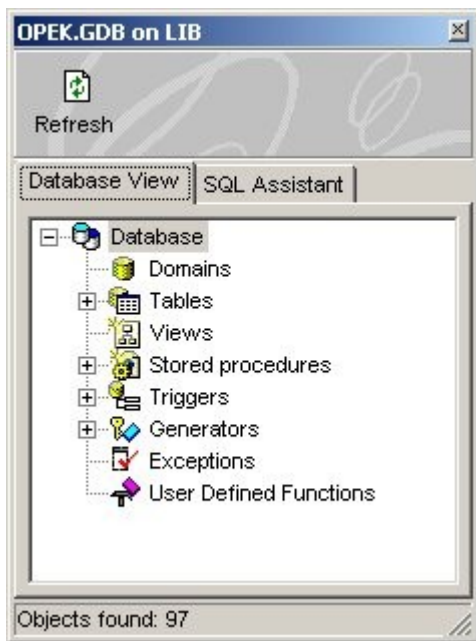 OPEK.GDB on LIB
Refresh
Database View SQL Assistant
Database
Domains
Tables
Views
Stored procedures
Triggers
Generators
Exceptions
User Defined Functions
Objects found: 97